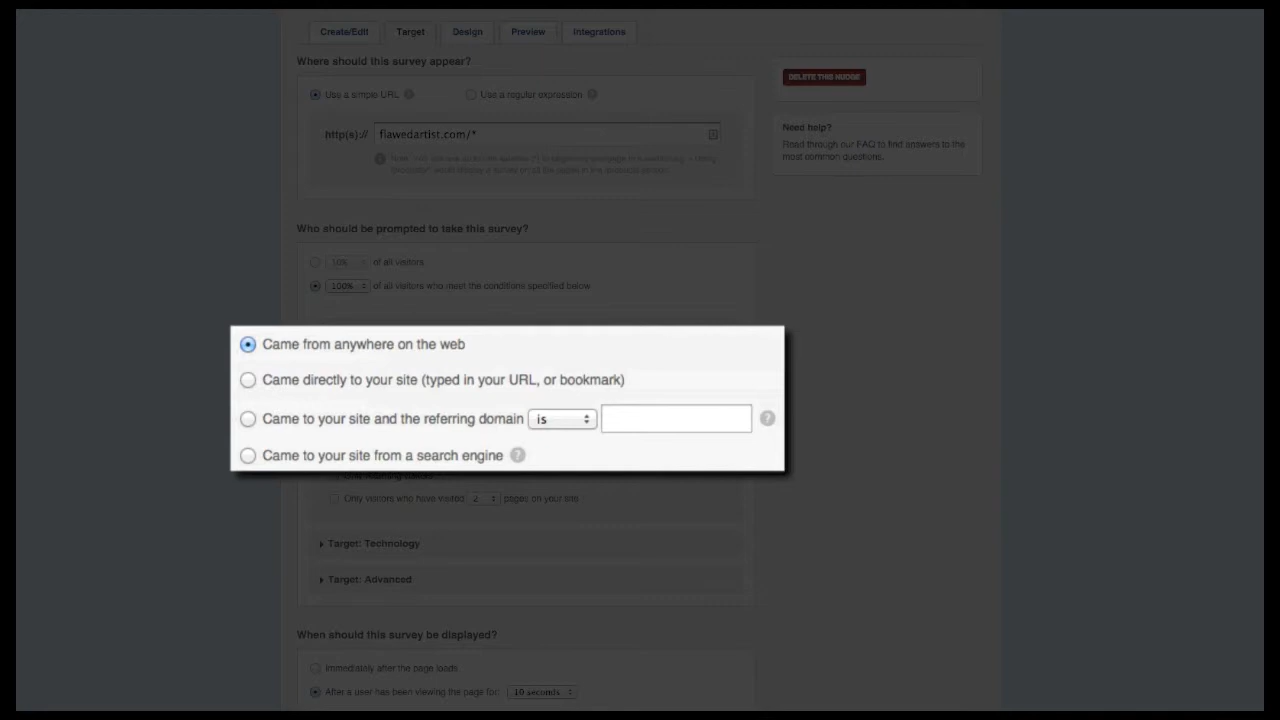 Create/Edit Target Design Preview Integrations
Where should this survey appear?
DELETE THIS NUDGE
Use a simple URL ? Use a regular expression ?
http(s):// flawedartist.com/*
Need help?
Read through our FAQ to find answers to the
most common questions.
Who should be prompted to take this survey?
10% of all visitors
100% of all visitors who meet the conditions specified below
Came from anywhere on the web
Came directly to your site (typed in your URL, or bookmark)
Came to your site and the referring domain is ?
Came to your site from a search engine ?
Only visitors who have visited 2 pages on your site
Target: Technology
Target: Advanced
When should this survey be displayed?
Immediately after the page loads.
After a user has been viewing the page for: 10 seconds